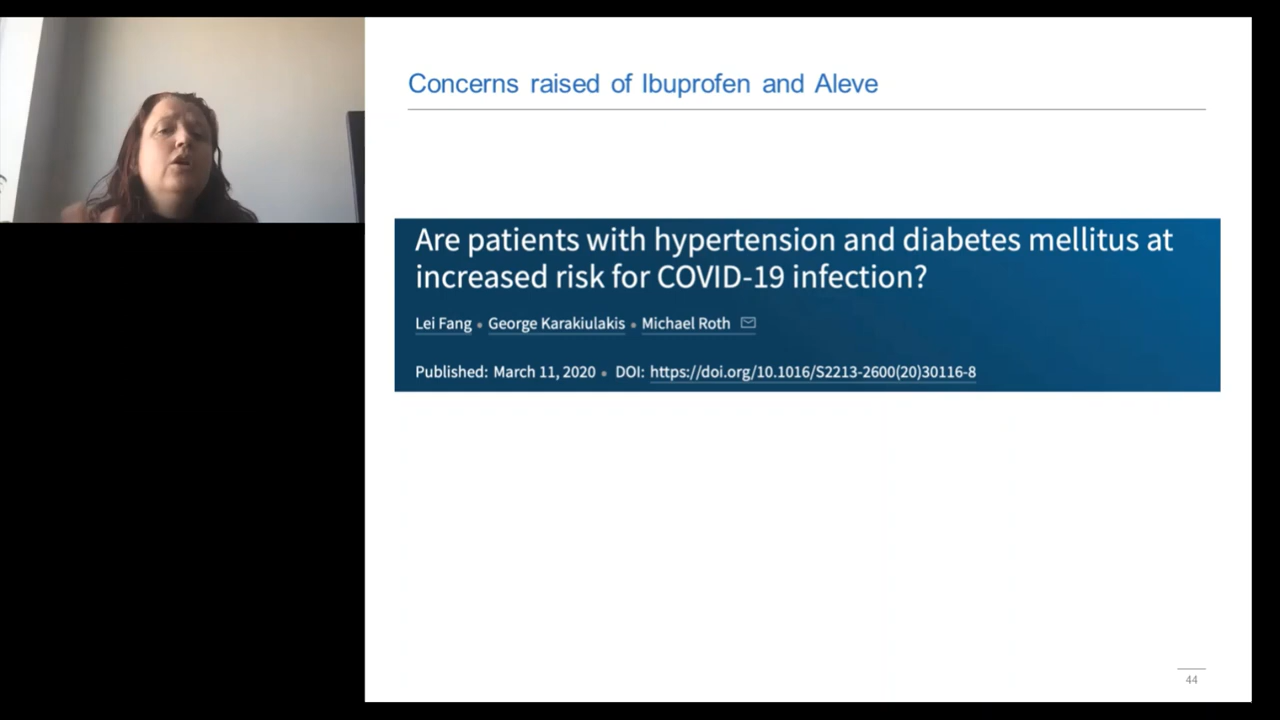 Concerns raised of Ibuprofen and Aleve
Are patients with hypertension and diabetes mellitus at
increased risk for COVID-19 infection?
Lei Fang • George Karakiulakis • Michael Roth
Published: March 11, 2020 • DOI: https://doi.org/10.1016/S2213-2600(20)30116-8
44